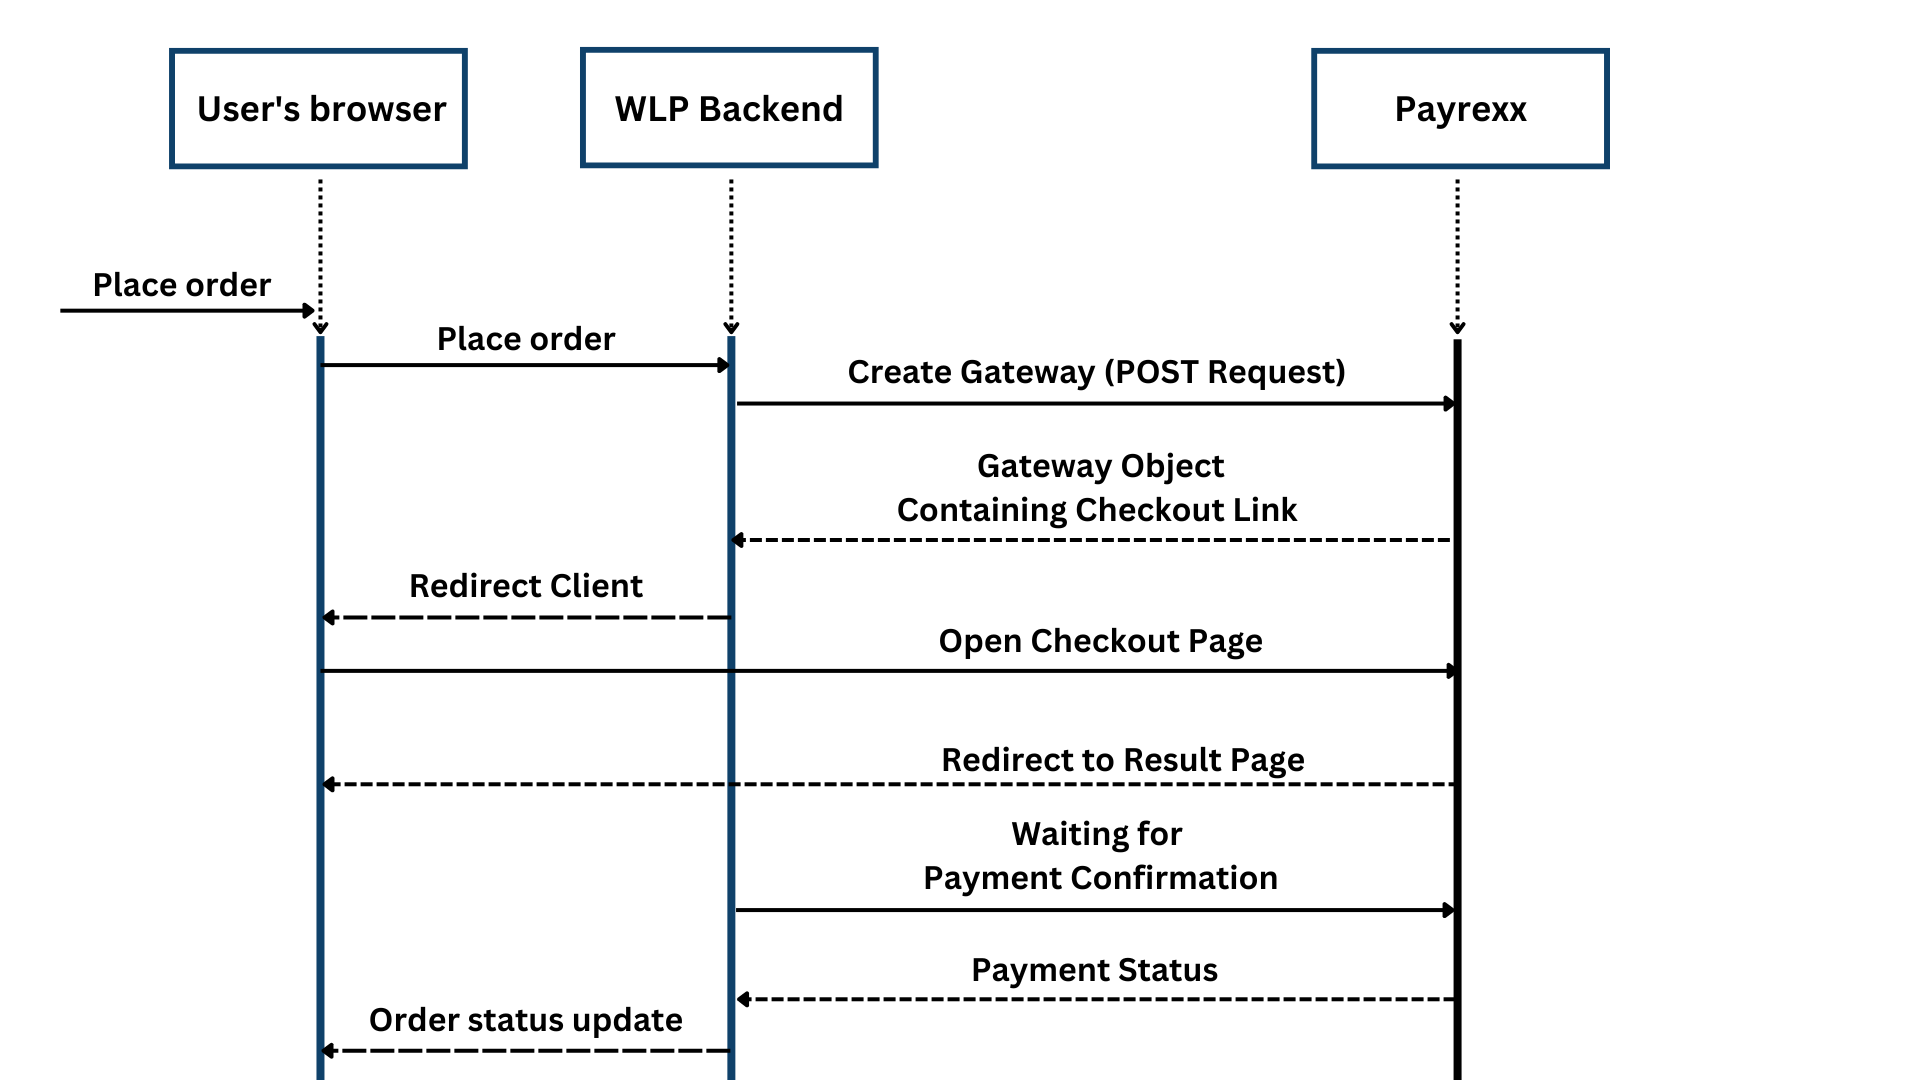 User's browser
WLP Backend
Payrexx
Place order
Place order
Create Gateway (POST Request)
Gateway Object
Containing Checkout Link
Redirect Client
Open Checkout Page
Redirect to Result Page
Waiting for
Payment Confirmation
Payment Status
Order status update